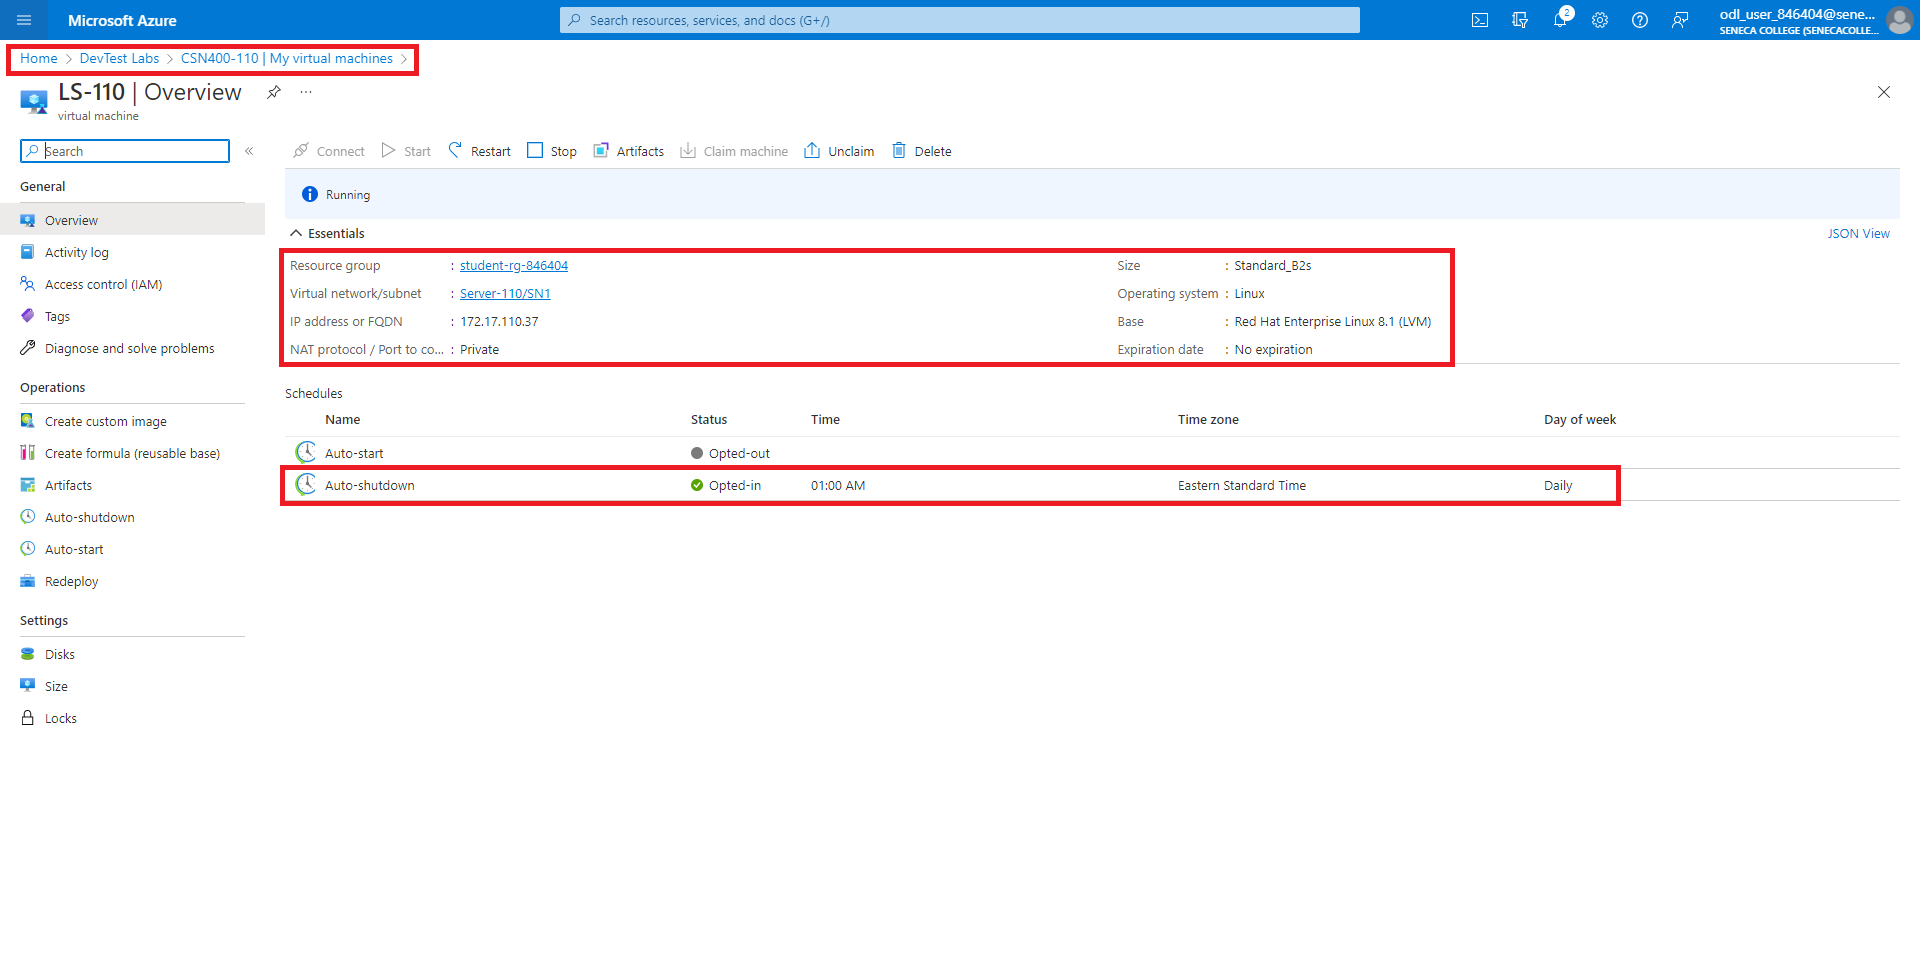 Microsoft Azure
Search resources, services, and docs (G+/)
2
odl_user_846404@sene...
SENECA COLLEGE (SENECACOLLE...
Home > DevTest Labs > CSN400-110 | My virtual machines >
LS-110 | Overview
...
virtual machine
Search
«
Connect
Start
Restart
Stop
Artifacts
Claim machine
Unclaim
Delete
General
Overview
Activity log
Access control (IAM)
Tags
Diagnose and solve problems
Operations
Create custom image
Create formula (reusable base)
Artifacts
Auto-shutdown
Auto-start
Redeploy
Settings
Disks
Size
Locks
Running
Essentials
JSON View
Resource group : student-rg-846404
Virtual network/subnet : Server-110/SN1
IP address or FQDN : 172.17.110.37
NAT protocol / Port to co... : Private
Size : Standard_B2s
Operating system : Linux
Base : Red Hat Enterprise Linux 8.1 (LVM)
Expiration date : No expiration
Schedules
Name Status Time Time zone Day of week
Auto-start Opted-out
Auto-shutdown Opted-in 01:00 AM Eastern Standard Time Daily